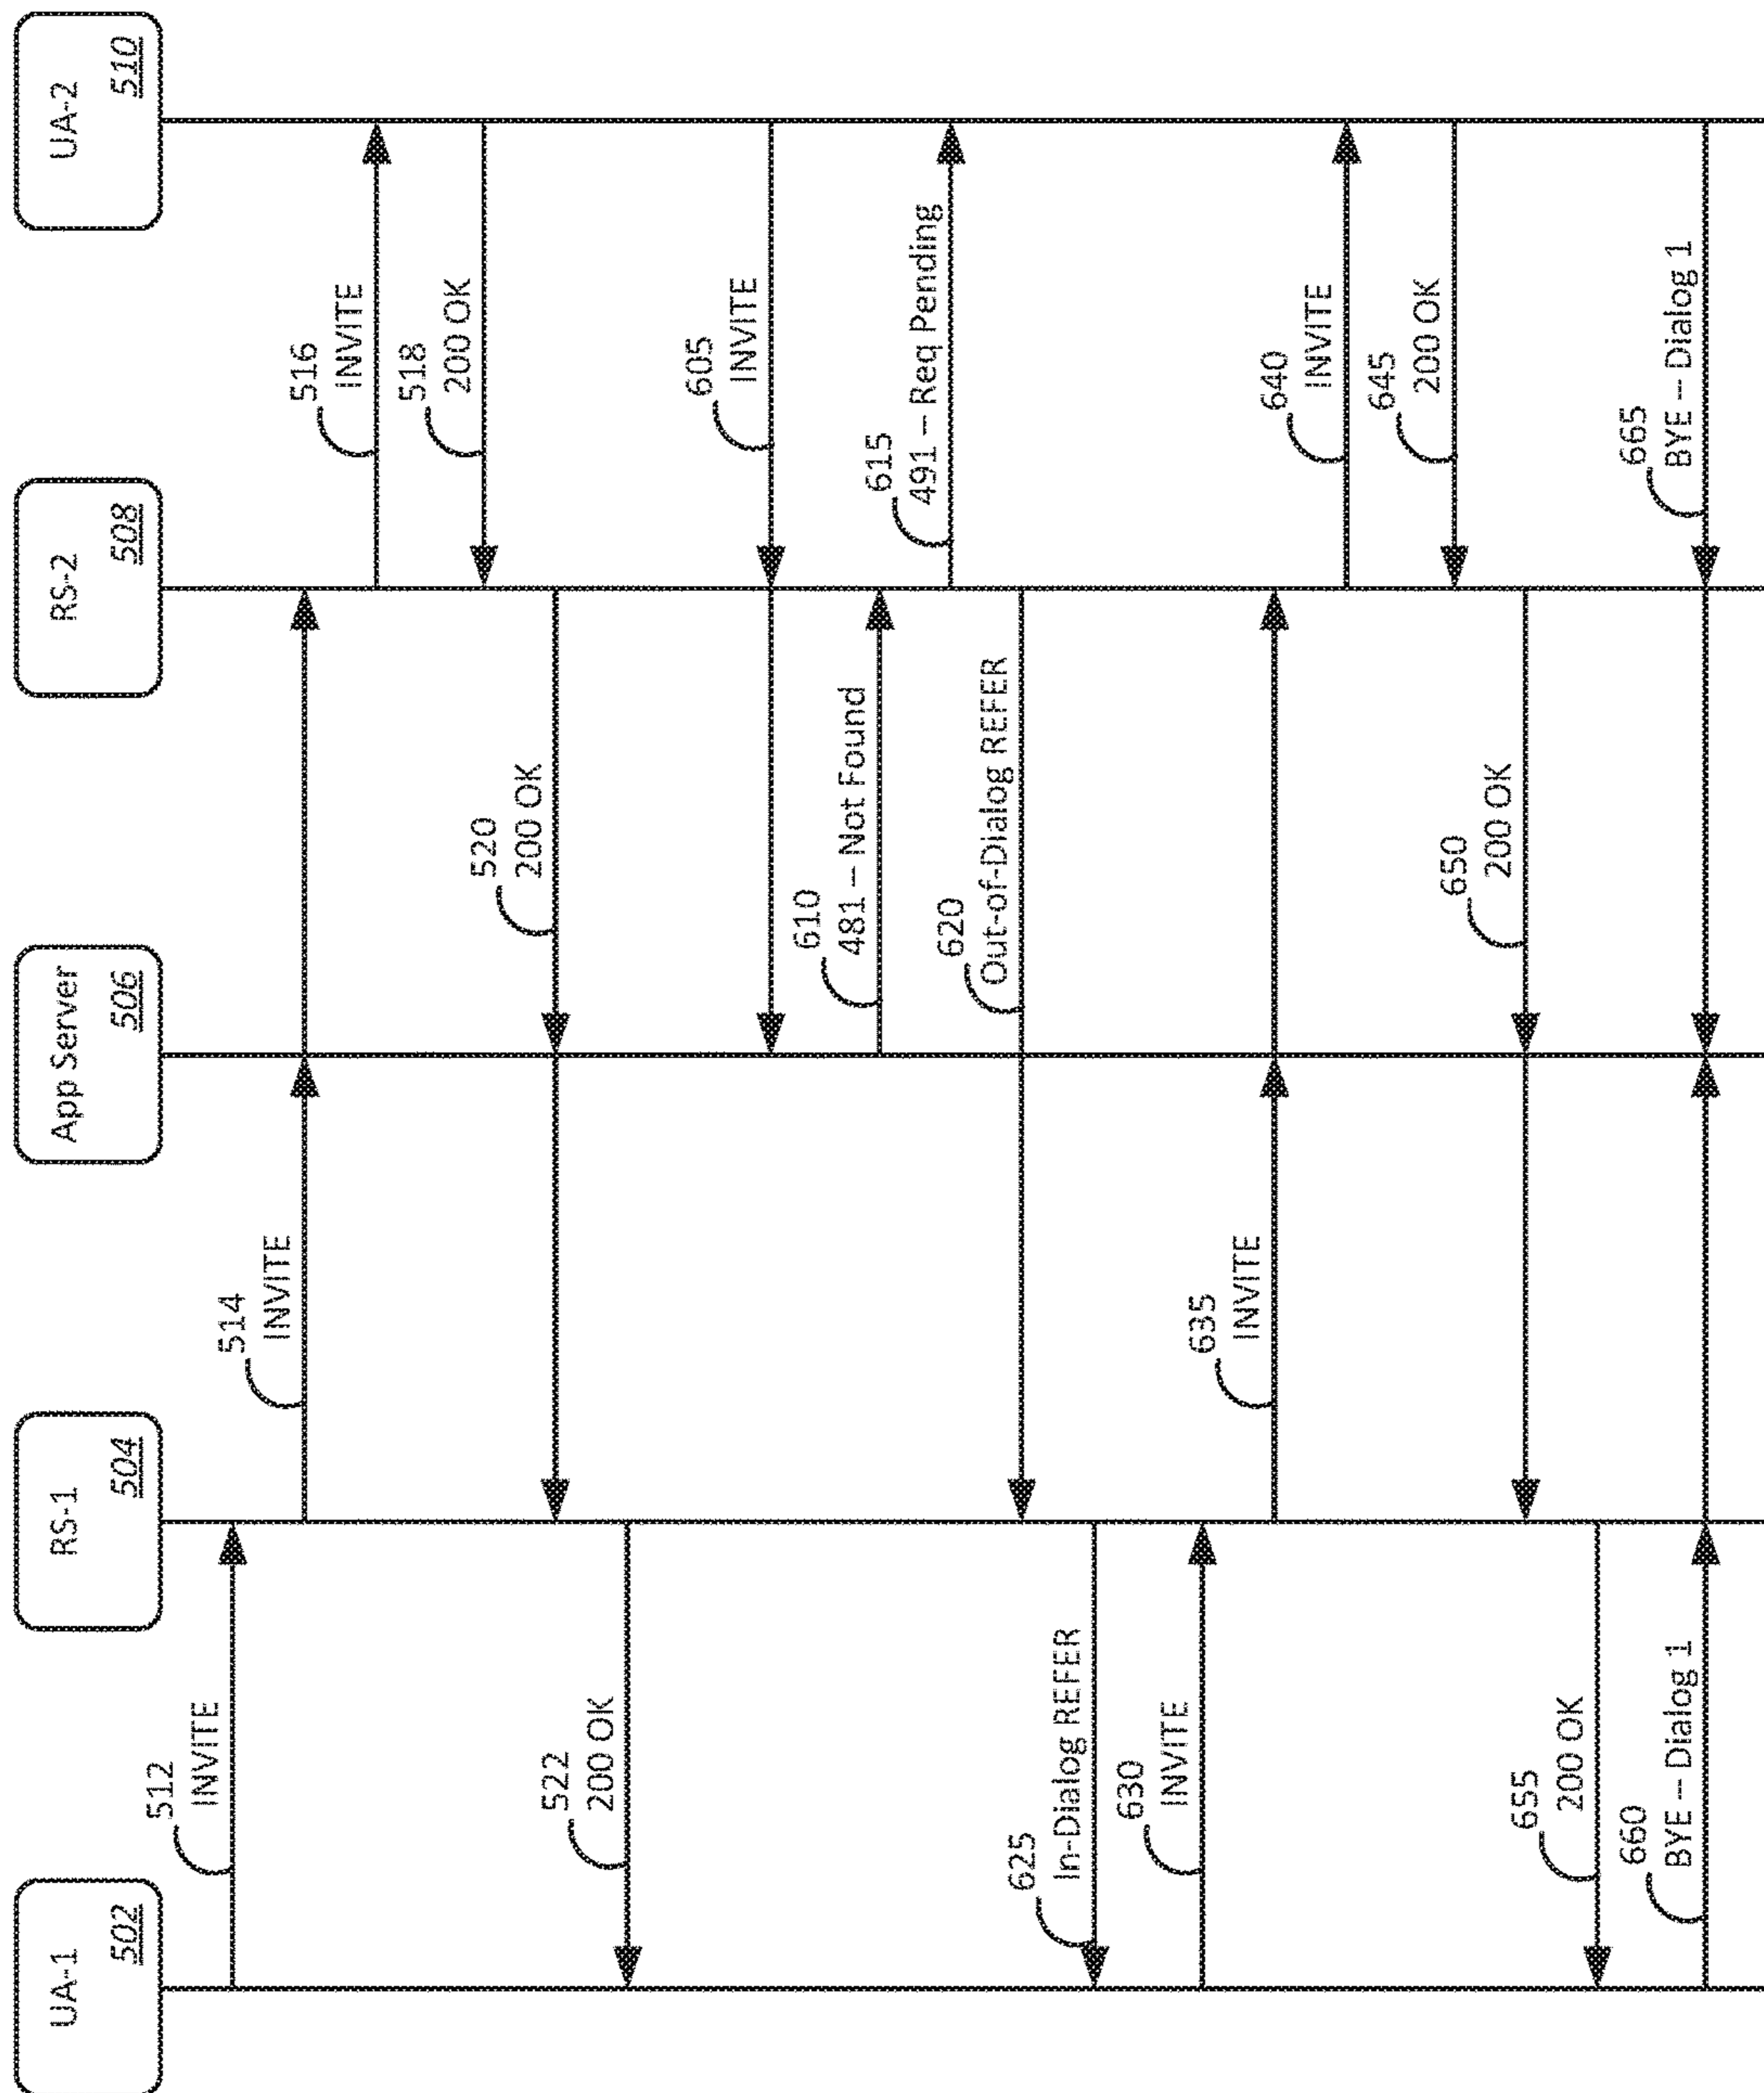 UA-1
502
RS-1
504
App Server
506
RS-2
508
UA-2
510
512
INVITE
514
INVITE
516
INVITE
518
200 OK
520
200 OK
522
200 OK
605
INVITE
610
481 – Not Found
615
491 – Req Pending
620
Out-of-Dialog REFER
625
In-Dialog REFER
630
INVITE
635
INVITE
640
INVITE
645
200 OK
650
200 OK
655
200 OK
660
BYE – Dialog 1
665
BYE – Dialog 1